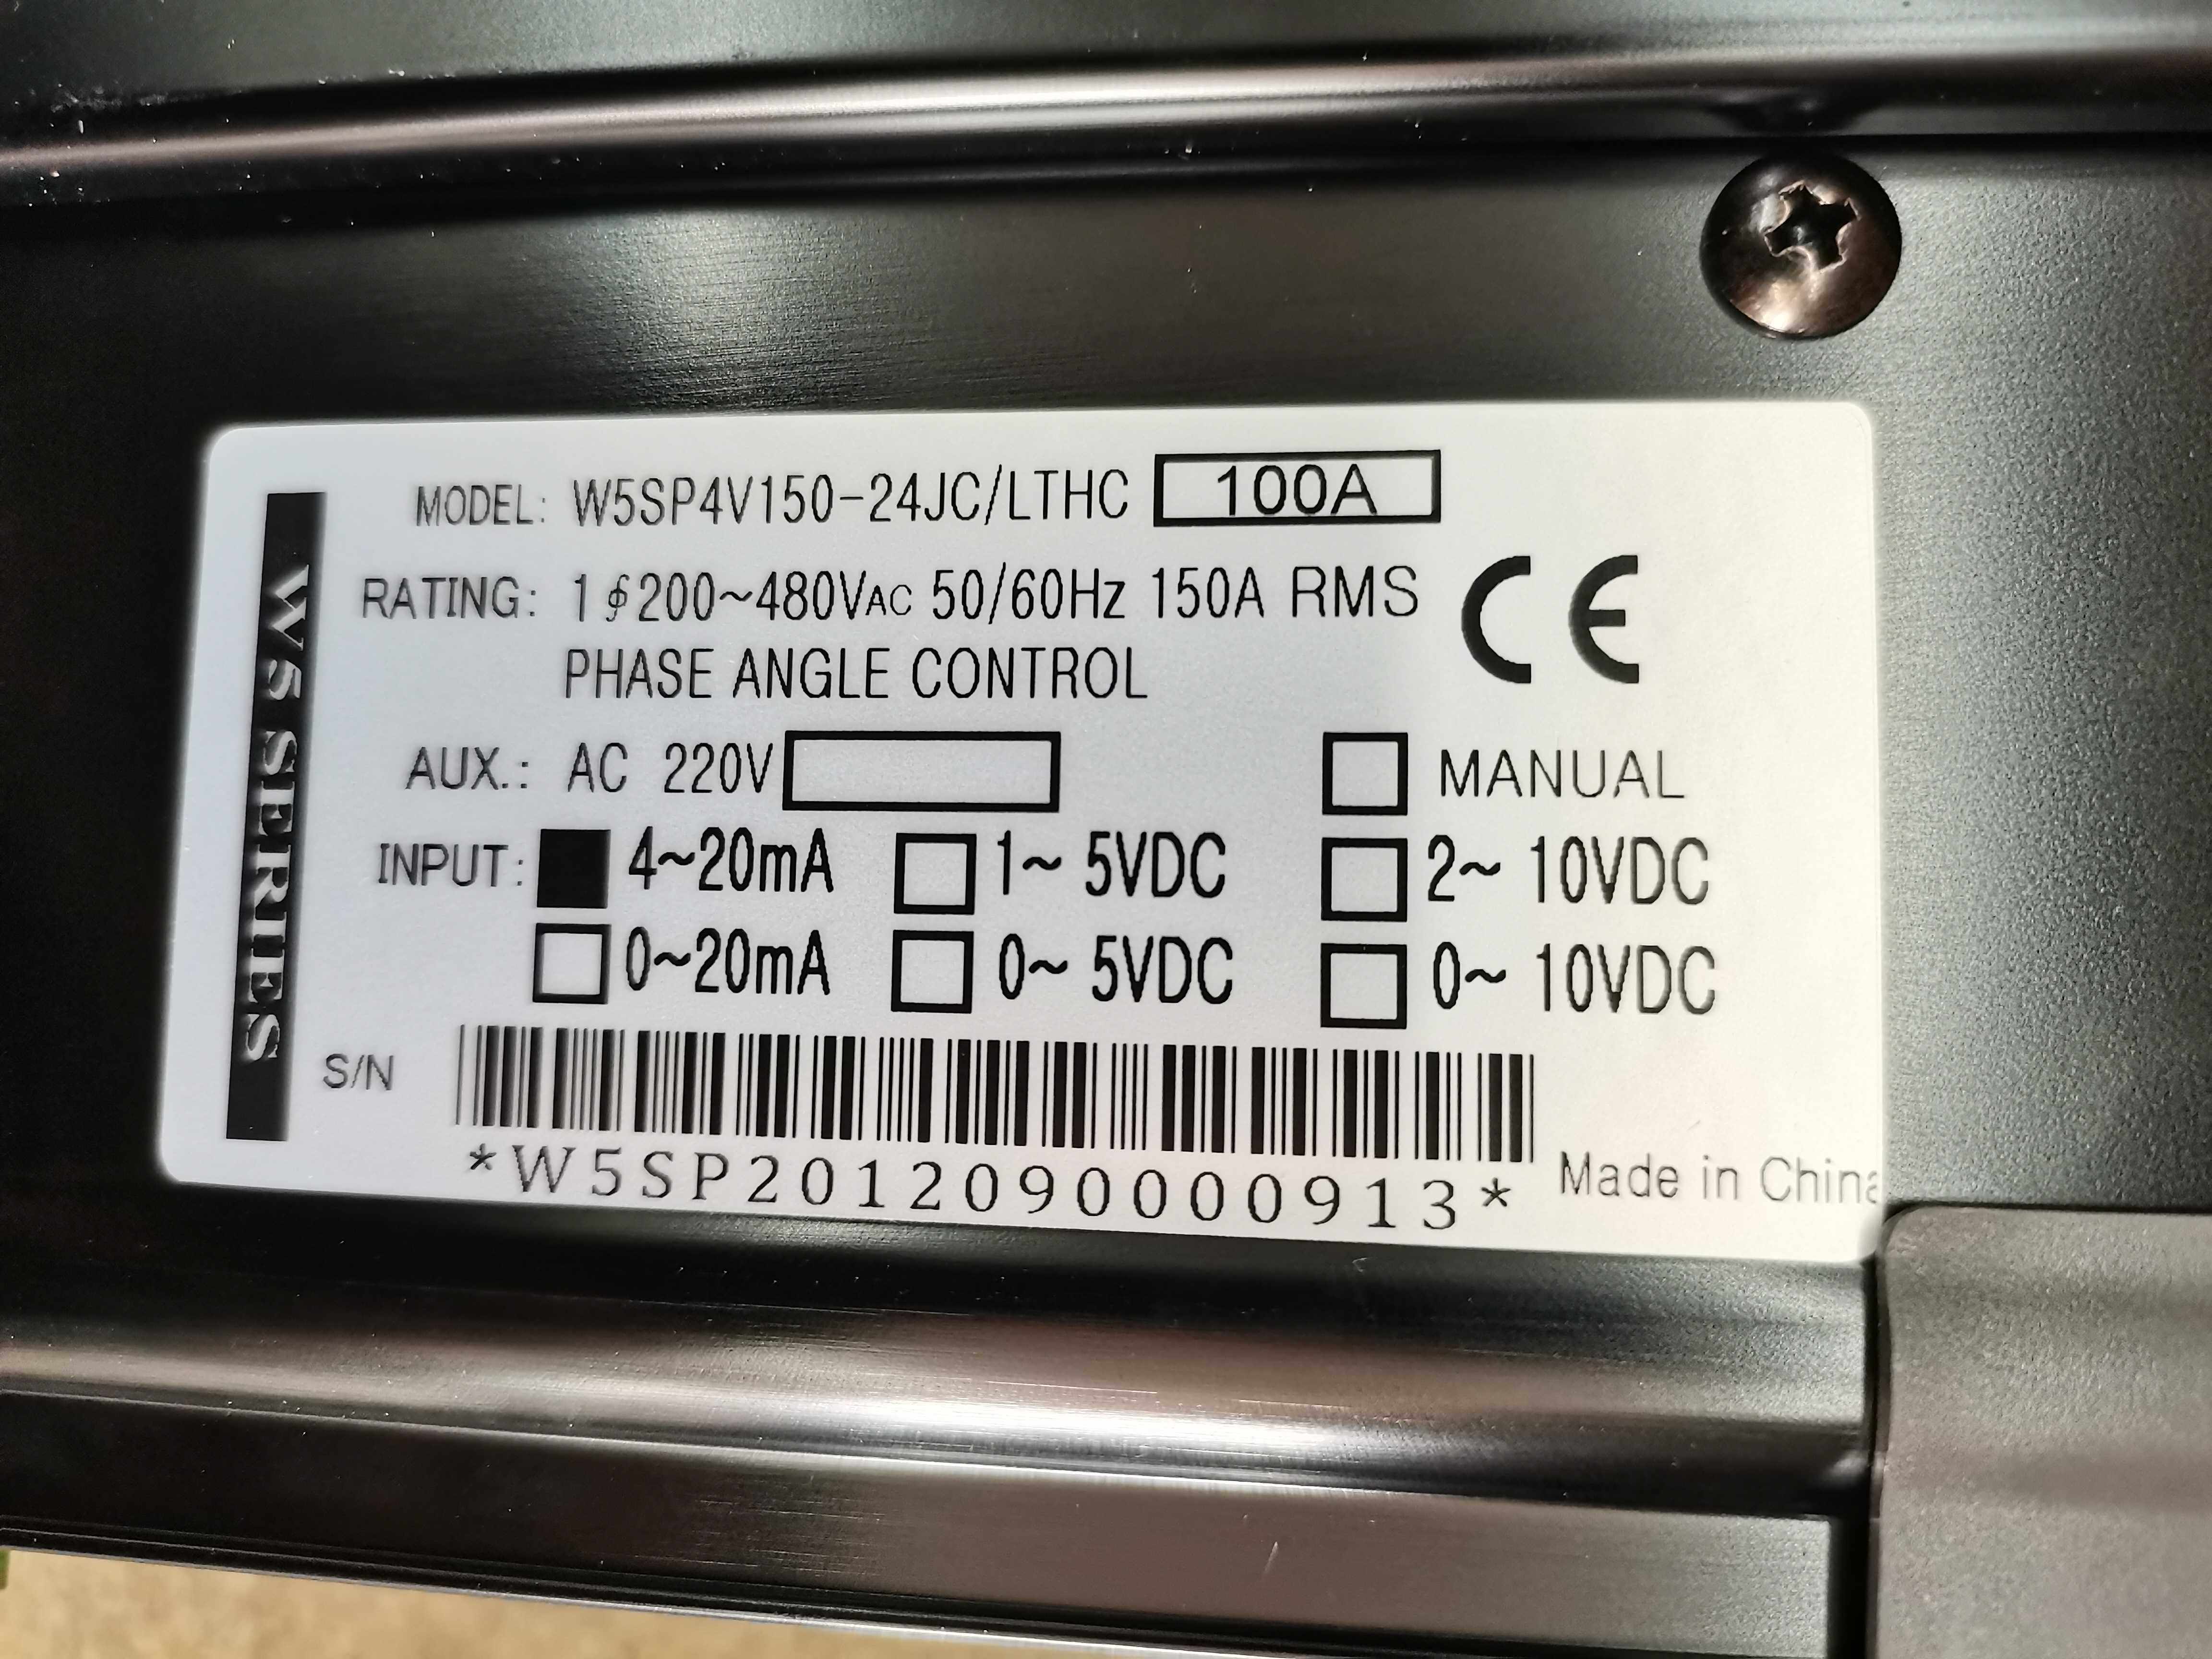 W5 SERIES
MODEL: W5SP4V150-24JC/LTHC 100A
RATING: 1∮200~480VAC 50/60Hz 150A RMS
PHASE ANGLE CONTROL
CE
AUX.: AC 220V □ MANUAL
INPUT: ■ 4~20mA □ 1~ 5VDC □ 2~ 10VDC
□ 0~20mA □ 0~ 5VDC □ 0~ 10VDC
S/N
*W5SP2012090000913*
Made in China